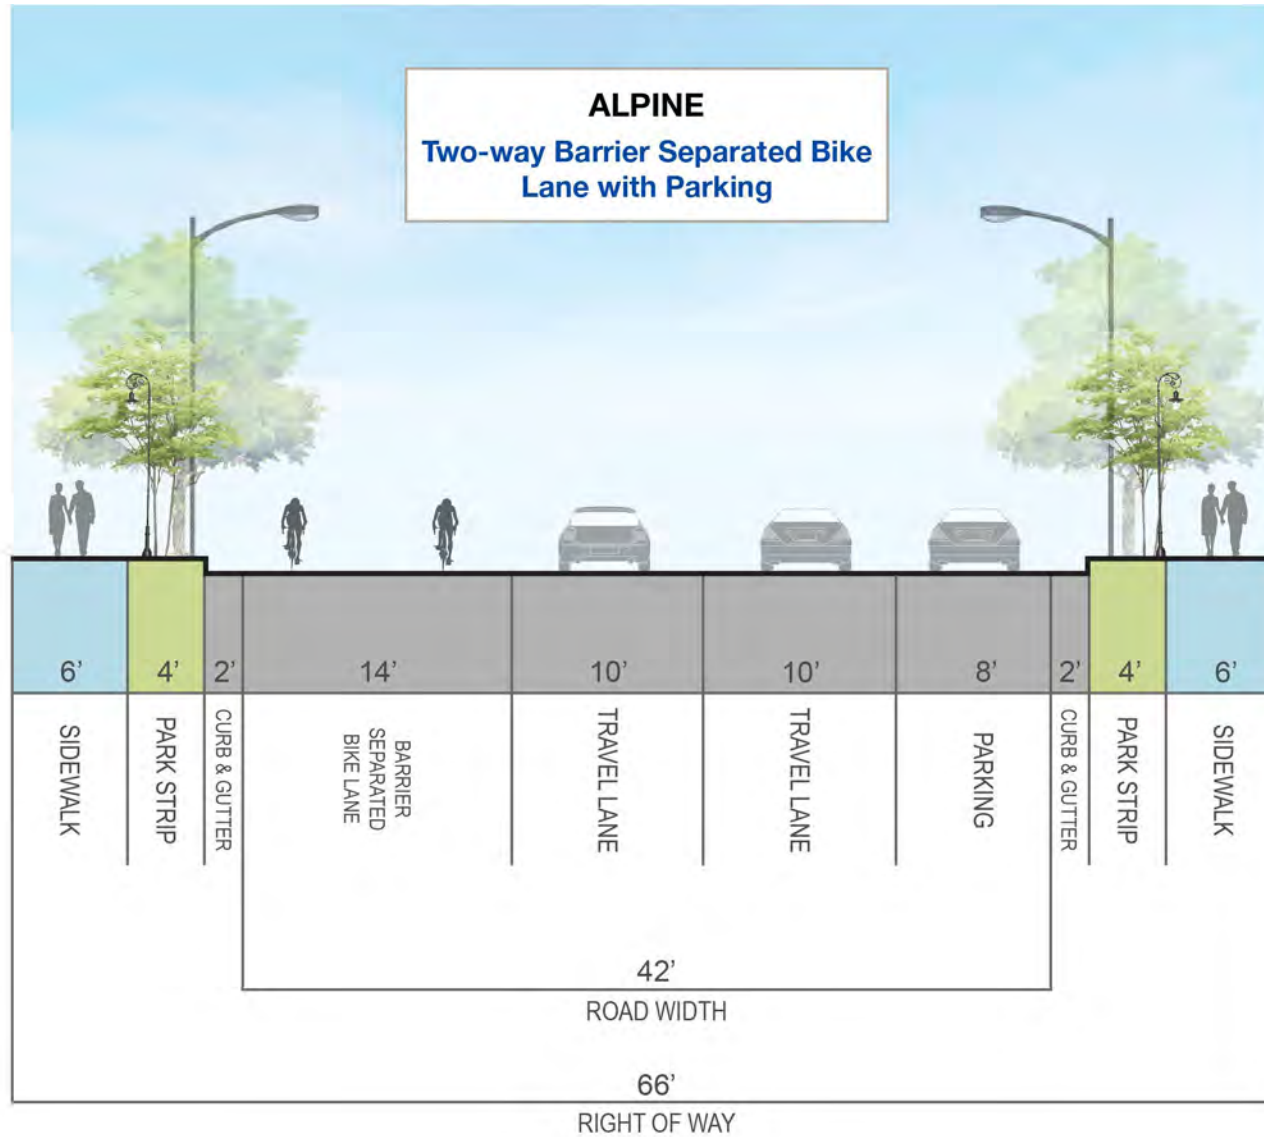 ALPINE
Two-way Barrier Separated Bike
Lane with Parking
6’
4’
2’
14’
10’
10’
8’
2’
4’
6’
SIDEWALK
PARK STRIP
CURB & GUTTER
BARRIER
SEPARATED
BIKE LANE
TRAVEL LANE
TRAVEL LANE
PARKING
CURB & GUTTER
PARK STRIP
SIDEWALK
42’
ROAD WIDTH
66’
RIGHT OF WAY